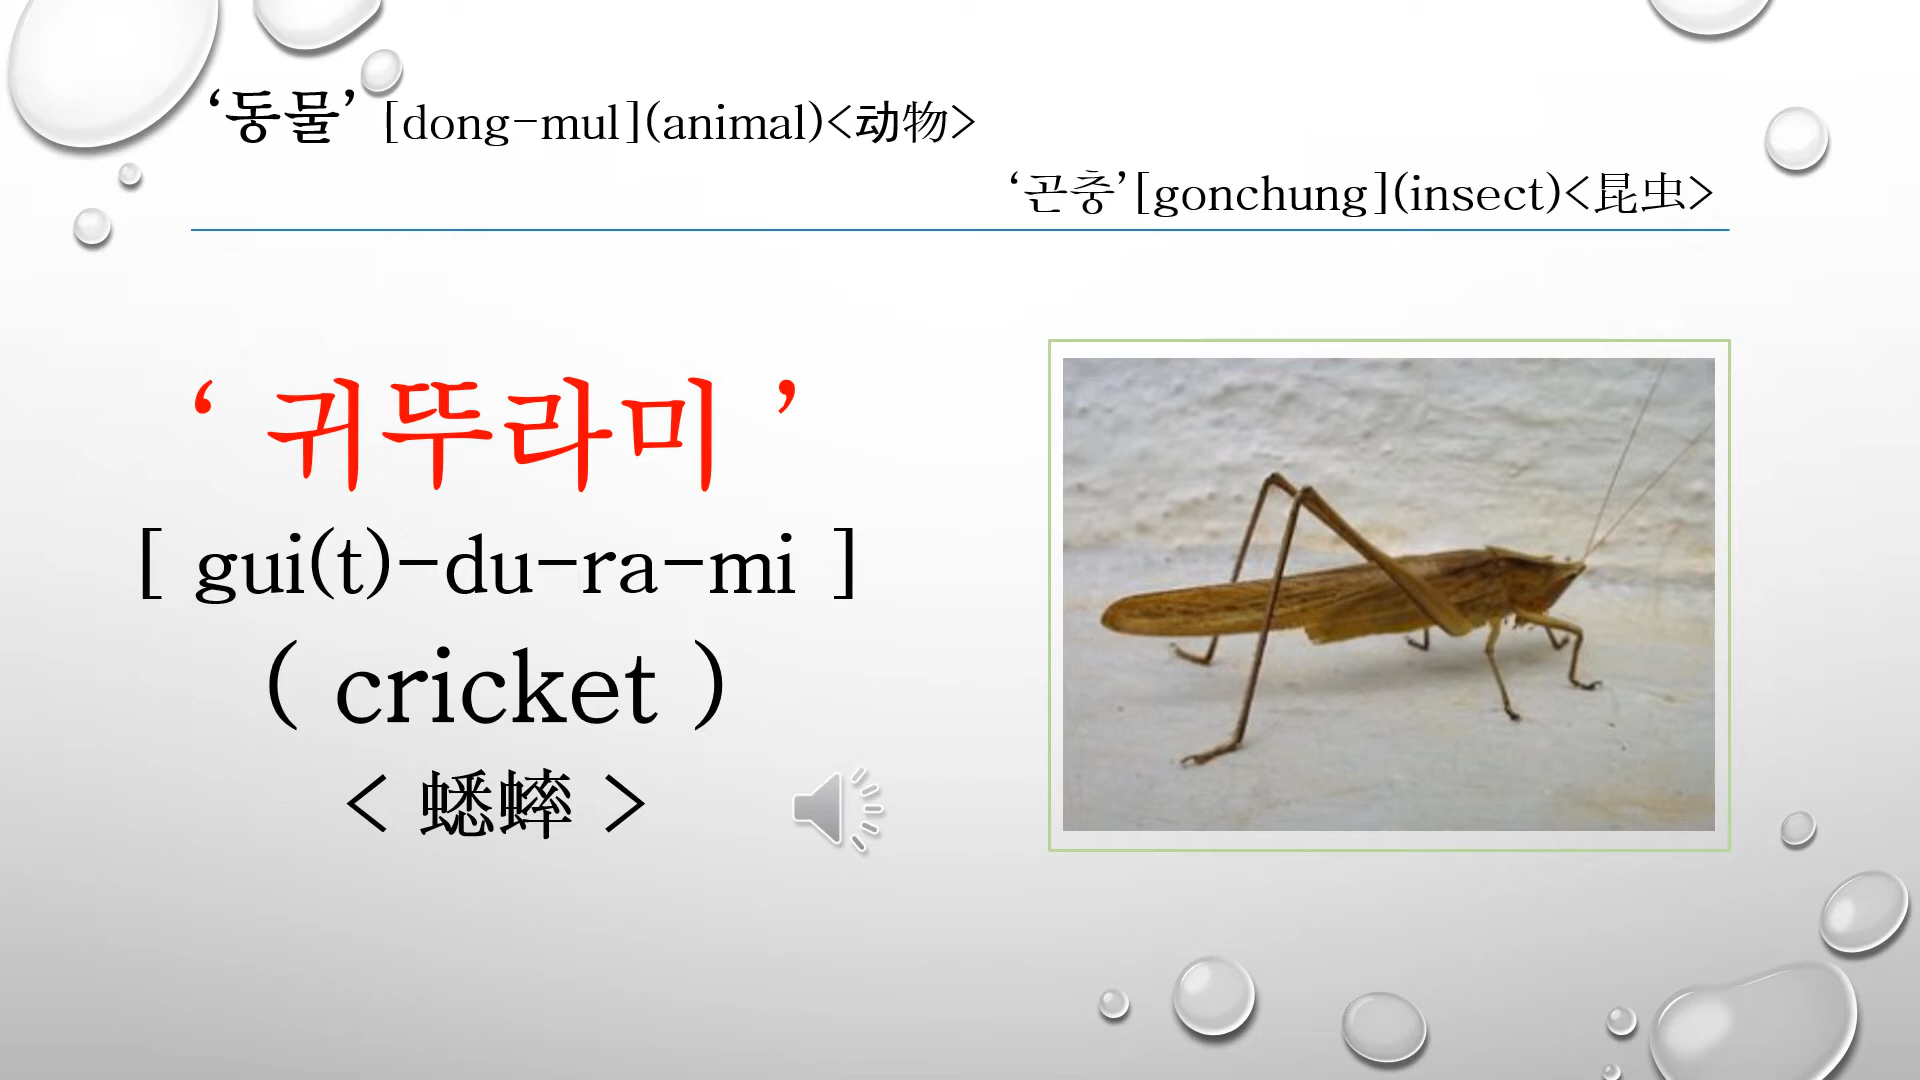 ‘동물’ [dong-mul](animal)<动物>
‘곤충’[gonchung](insect)<昆虫>
‘ 귀뚜라미 ’
[ gui(t)-du-ra-mi ]
( cricket )
< 蟋蟀 >